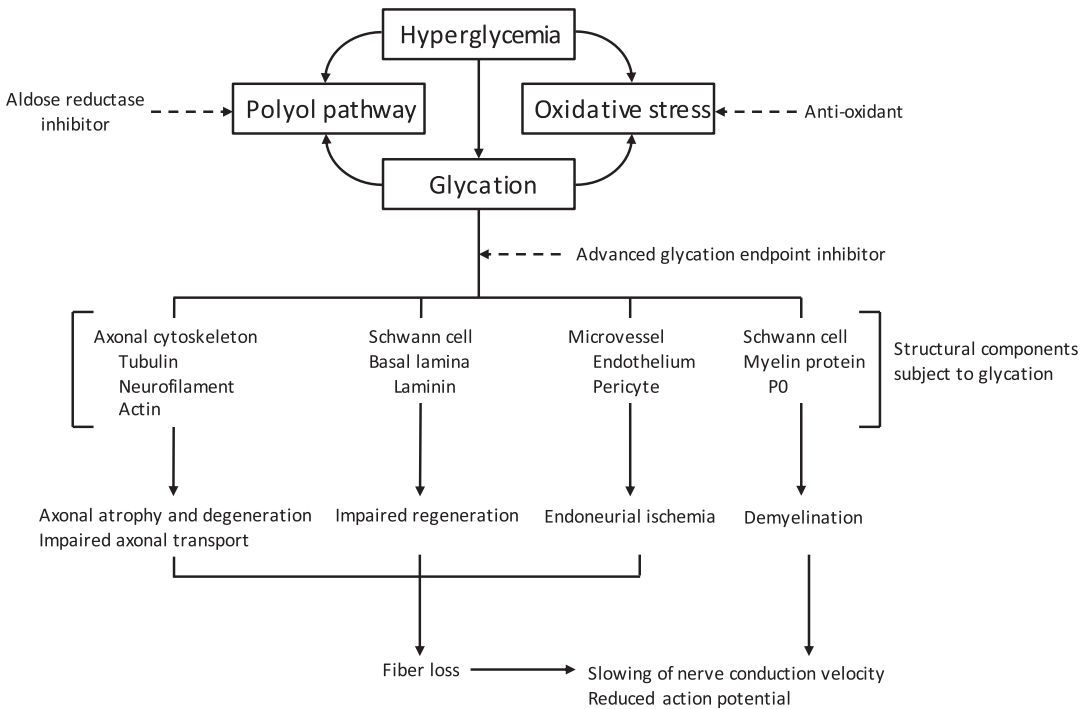 Hyperglycemia
Aldose reductase
inhibitor
Polyol pathway
Oxidative stress
Anti-oxidant
Glycation
Advanced glycation endpoint inhibitor
Axonal cytoskeleton
Tubulin
Neurofilament
Actin
Schwann cell
Basal lamina
Laminin
Microvessel
Endothelium
Pericyte
Schwann cell
Myelin protein
P0
Structural components
subject to glycation
Axonal atrophy and degeneration
Impaired axonal transport
Impaired regeneration
Endoneurial ischemia
Demyelination
Fiber loss
Slowing of nerve conduction velocity
Reduced action potential